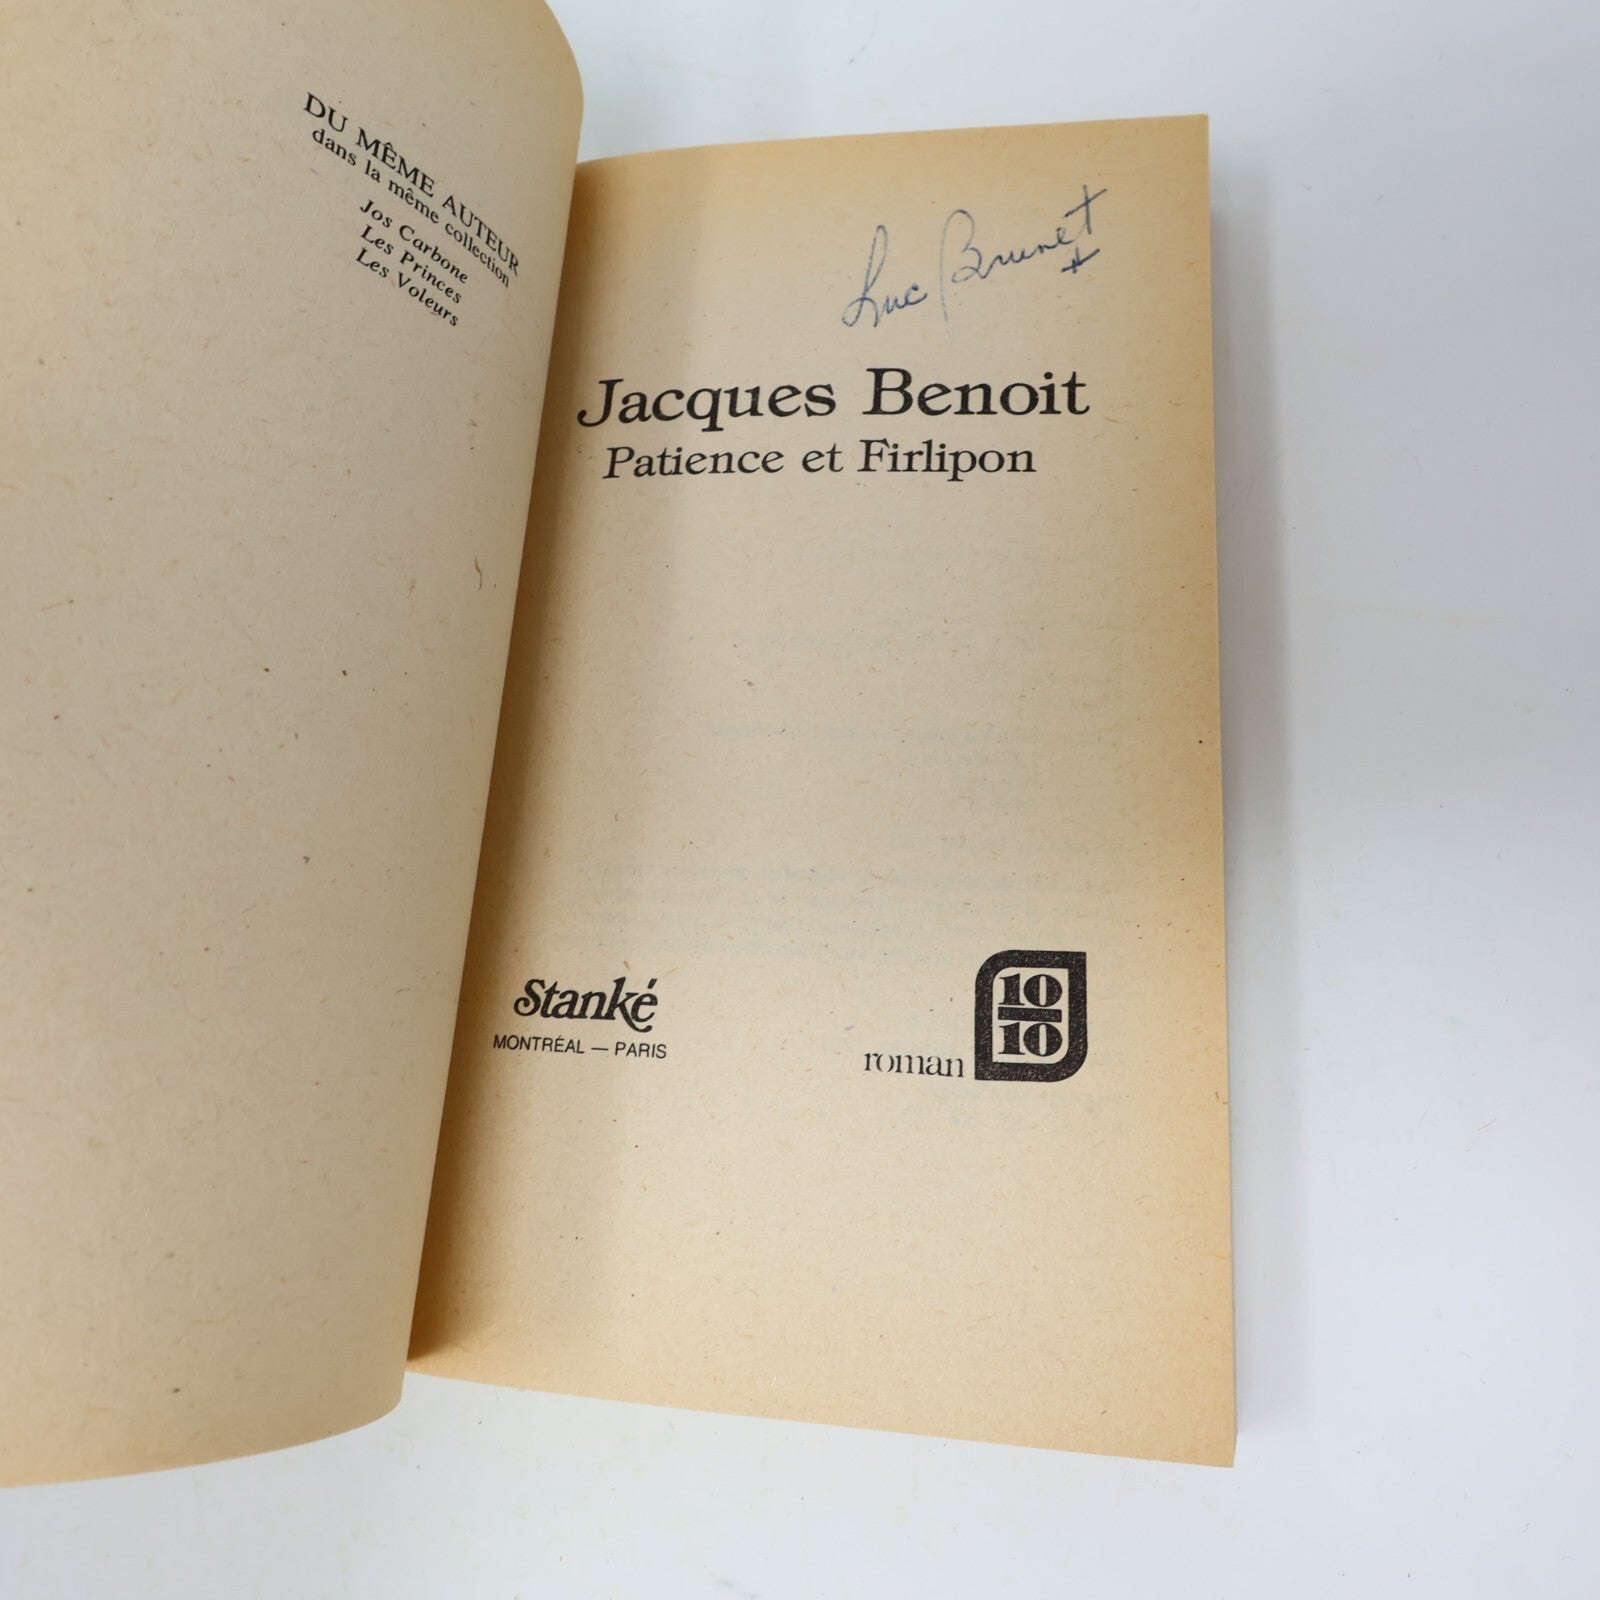 DU MÊME AUTEUR
dans la même collection
Jos Carbone
Les Princes
Les Voleurs
Luc Brunet
Jacques Benoit
Patience et Firlipon
Stanké
MONTRÉAL — PARIS
roman
10
10